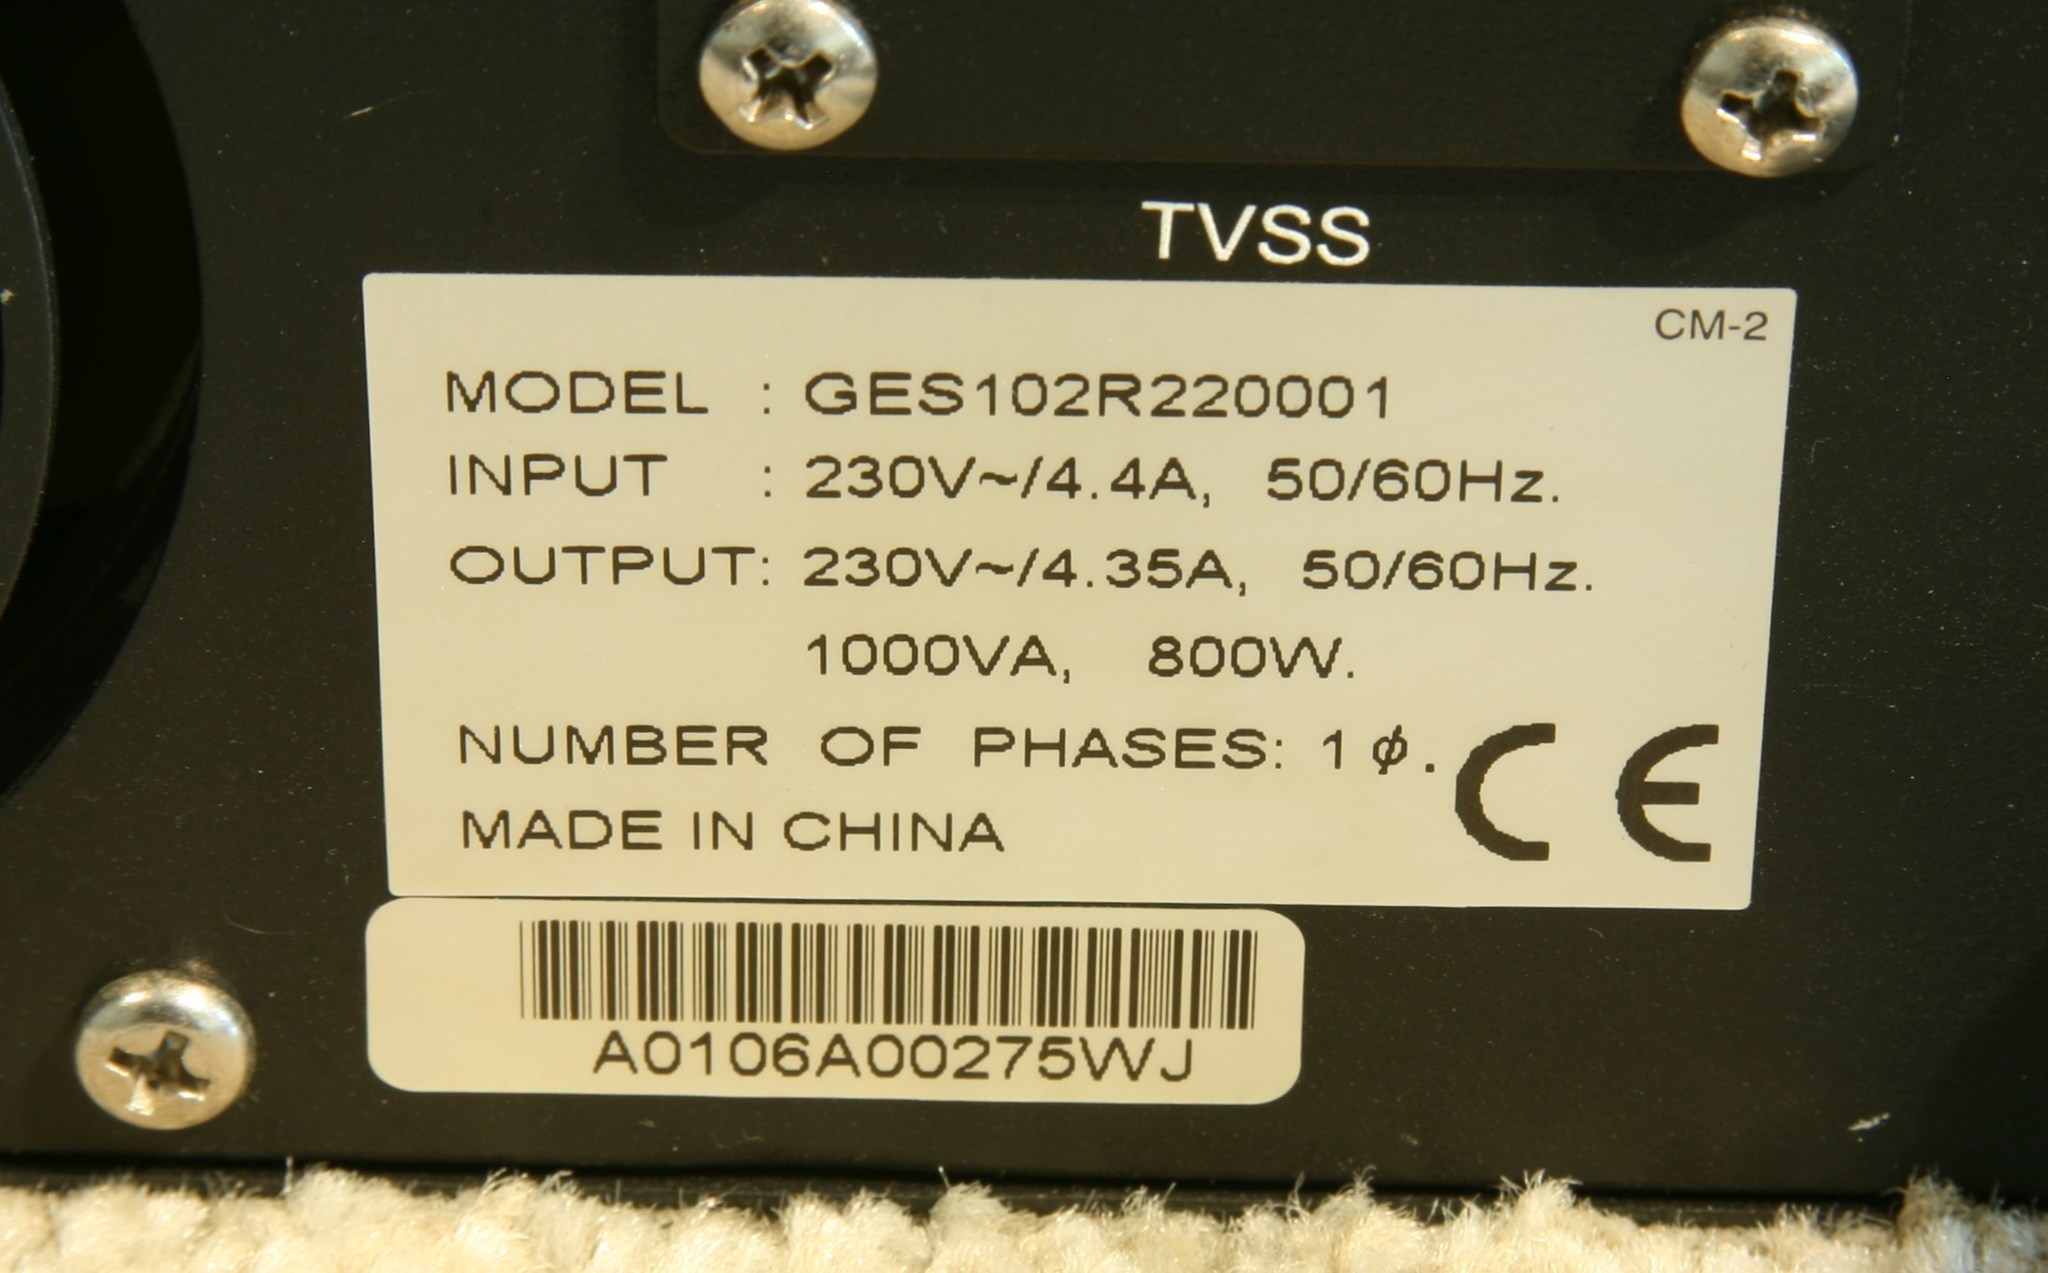 TVSS
CM-2
MODEL : GES102R220001
INPUT : 230V~/4.4A, 50/60Hz.
OUTPUT: 230V~/4.35A, 50/60Hz.
1000VA, 800W.
NUMBER OF PHASES: 1 ϕ.
MADE IN CHINA
CE
A0106A00275WJ